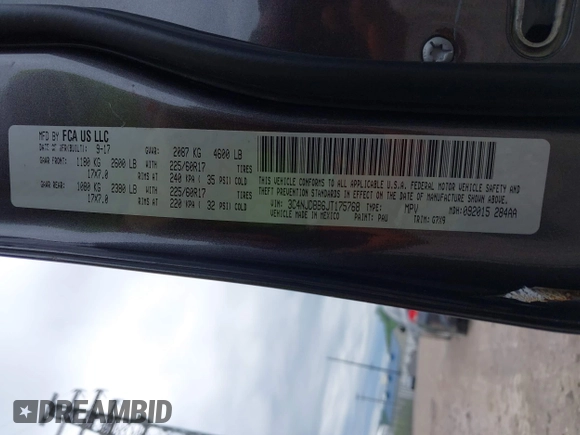 MFD BY FCA US LLC
DATE OF MFR(BUILT): 9-17 GVWR: 2087 KG 4600 LB
GAWR FRONT: 1180 KG 2600 LB WITH 225/60R17 TIRES
17X7.0 RIMS AT 240 KPA / 35 PSI COLD
GAWR REAR: 1080 KG 2380 LB WITH 225/60R17 TIRES
17X7.0 RIMS AT 220 KPA / 32 PSI COLD
THIS VEHICLE CONFORMS TO ALL APPLICABLE U.S.A. FEDERAL MOTOR VEHICLE SAFETY AND
THEFT PREVENTION STANDARDS IN EFFECT ON THE DATE OF MANUFACTURE SHOWN ABOVE.
VIN: 3C4NJDBB6JT175768 TYPE: MPV MDH:092015 284AA
VEHICLE MADE IN MEXICO PAINT: PAU TRIM: G7X9
DREAMBID